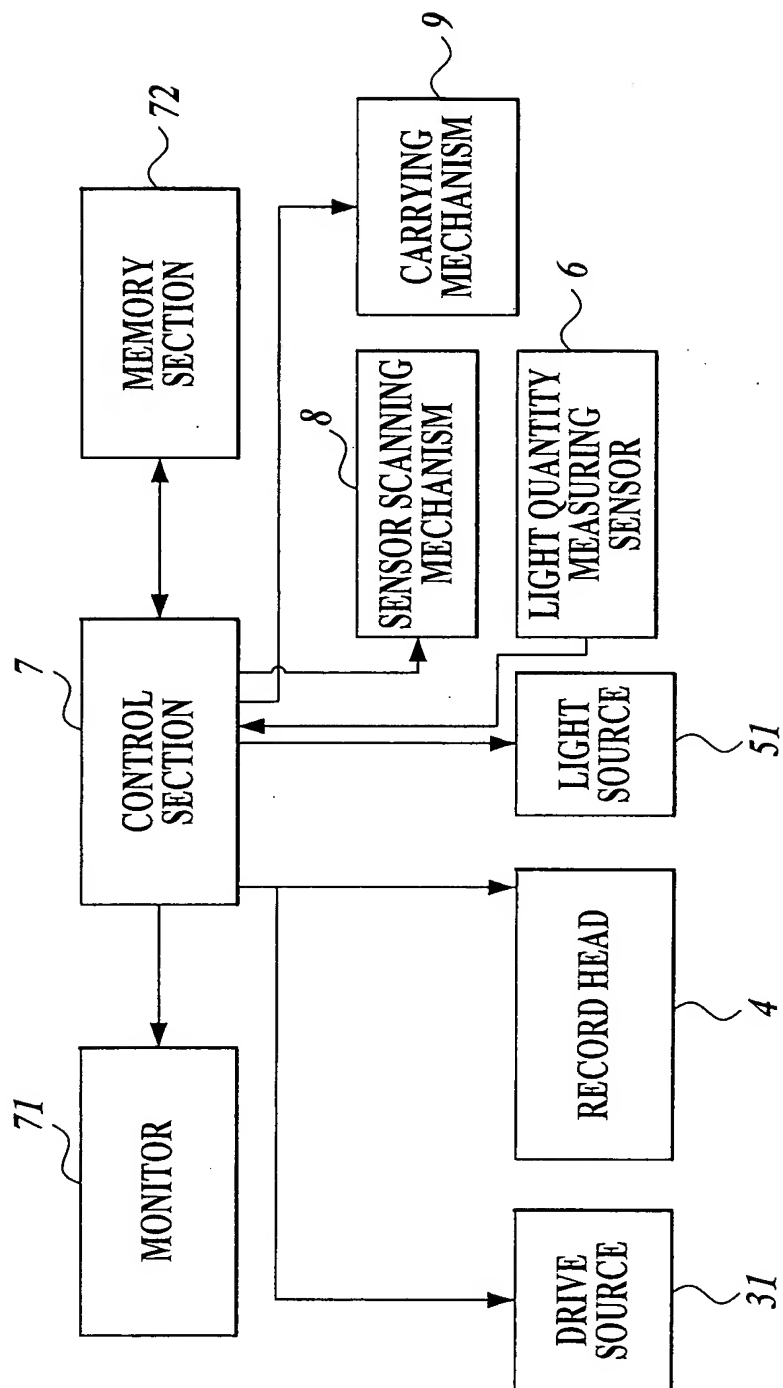 71
MONITOR
7
CONTROL
SECTION
72
MEMORY
SECTION
9
CARRYING
MECHANISM
8
SENSOR SCANNING
MECHANISM
6
LIGHT QUANTITY
MEASURING
SENSOR
LIGHT
SOURCE
51
RECORD HEAD
4
DRIVE
SOURCE
31